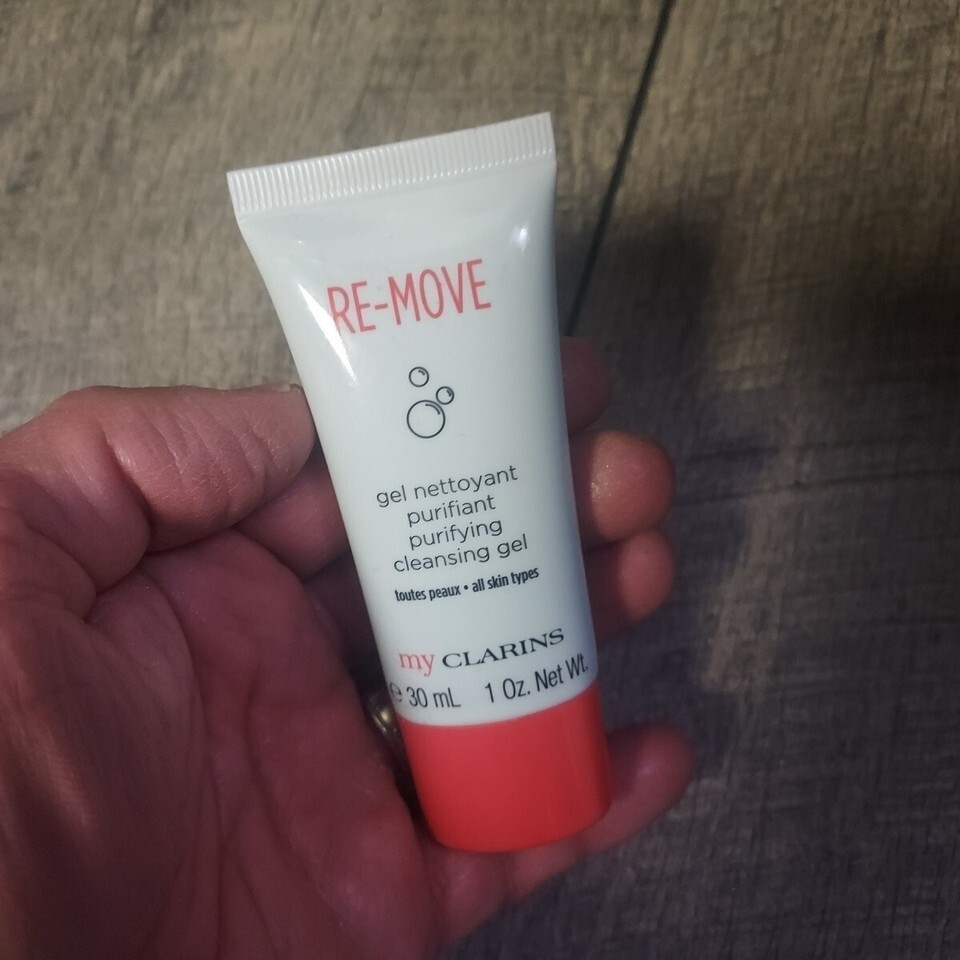 RE-MOVE
gel nettoyant
purifiant
purifying
cleansing gel
toutes peaux • all skin types
my CLARINS
℮ 30 mL 1 Oz. Net Wt.